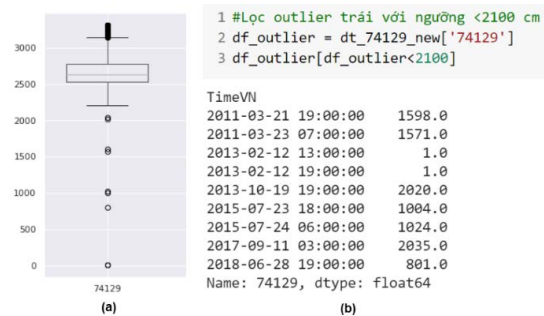 3000
2500
2000
1500
1000
500
0
74129
(a)
1 #Lọc outlier trái với ngưỡng <2100 cm
2 df_outlier = dt_74129_new['74129']
3 df_outlier[df_outlier<2100]
TimeVN
2011-03-21 19:00:00 1598.0
2011-03-23 07:00:00 1571.0
2013-02-12 13:00:00 1.0
2013-02-12 19:00:00 1.0
2013-10-19 19:00:00 2020.0
2015-07-23 18:00:00 1004.0
2015-07-24 06:00:00 1024.0
2017-09-11 03:00:00 2035.0
2018-06-28 19:00:00 801.0
Name: 74129, dtype: float64
(b)